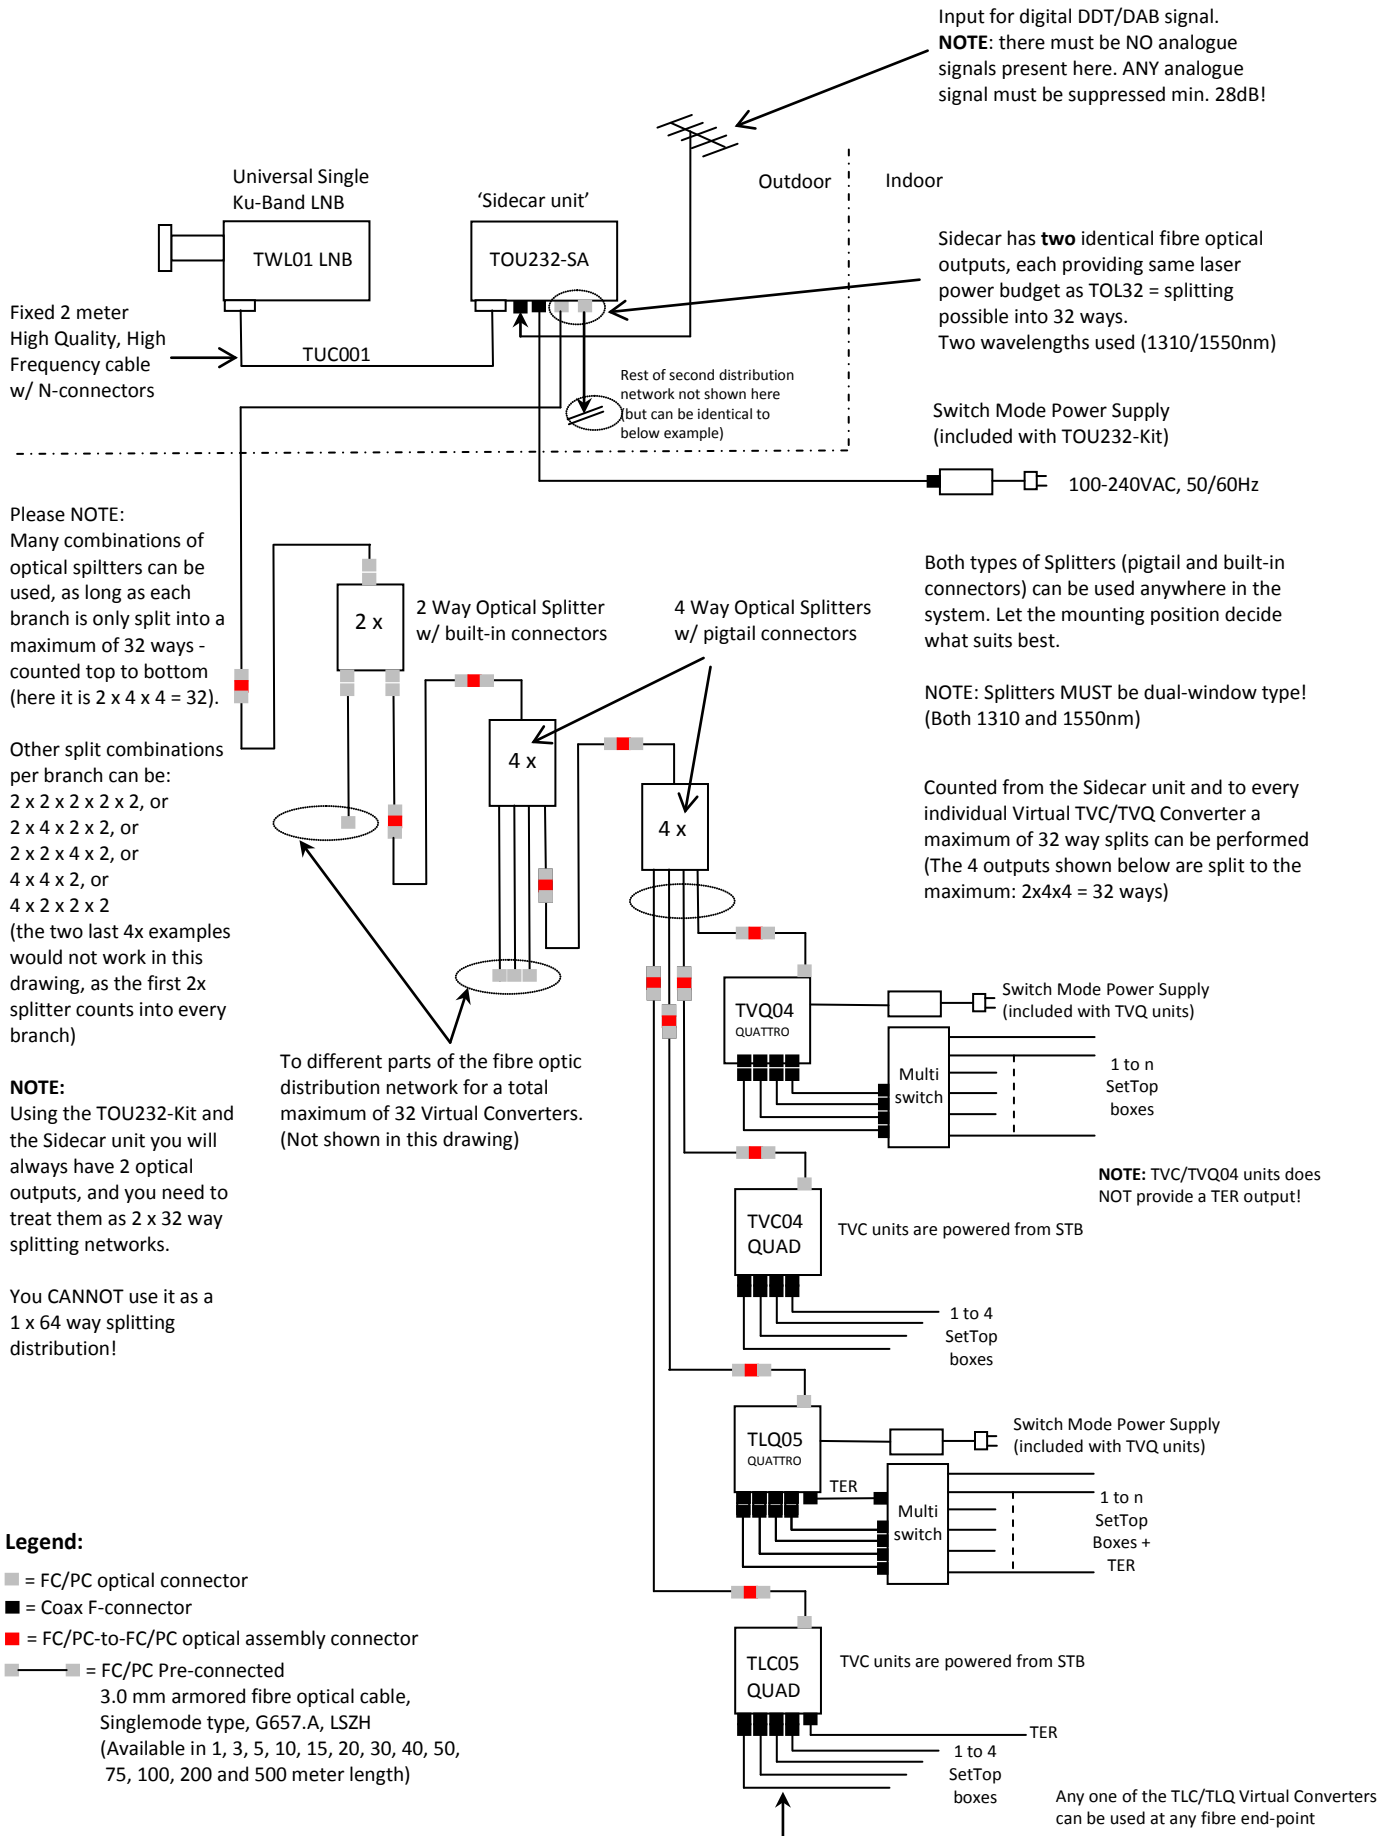 Input for digital DDT/DAB signal.
NOTE: there must be NO analogue
signals present here. ANY analogue
signal must be suppressed min. 28dB!
Outdoor
Indoor
Universal Single
Ku-Band LNB
TWL01 LNB
'Sidecar unit'
TOU232-SA
Sidecar has two identical fibre optical
outputs, each providing same laser
power budget as TOL32 = splitting
possible into 32 ways.
Two wavelengths used (1310/1550nm)
Fixed 2 meter
High Quality, High
Frequency cable
w/ N-connectors
TUC001
Rest of second distribution
network not shown here
(but can be identical to
below example)
Switch Mode Power Supply
(included with TOU232-Kit)
100-240VAC, 50/60Hz
Please NOTE:
Many combinations of
optical spiltters can be
used, as long as each
branch is only split into a
maximum of 32 ways -
counted top to bottom
(here it is 2 x 4 x 4 = 32).
Other split combinations
per branch can be:
2 x 2 x 2 x 2 x 2, or
2 x 4 x 2 x 2, or
2 x 2 x 4 x 2, or
4 x 4 x 2, or
4 x 2 x 2 x 2
(the two last 4x examples
would not work in this
drawing, as the first 2x
splitter counts into every
branch)
NOTE:
Using the TOU232-Kit and
the Sidecar unit you will
always have 2 optical
outputs, and you need to
treat them as 2 x 32 way
splitting networks.
You CANNOT use it as a
1 x 64 way splitting
distribution!
2 x
2 Way Optical Splitter
w/ built-in connectors
4 Way Optical Splitters
w/ pigtail connectors
4 x
4 x
Both types of Splitters (pigtail and built-in
connectors) can be used anywhere in the
system. Let the mounting position decide
what suits best.
NOTE: Splitters MUST be dual-window type!
(Both 1310 and 1550nm)
Counted from the Sidecar unit and to every
individual Virtual TVC/TVQ Converter a
maximum of 32 way splits can be performed
(The 4 outputs shown below are split to the
maximum: 2x4x4 = 32 ways)
To different parts of the fibre optic
distribution network for a total
maximum of 32 Virtual Converters.
(Not shown in this drawing)
TVQ04
QUATTRO
Switch Mode Power Supply
(included with TVQ units)
Multi
switch
1 to n
SetTop
boxes
NOTE: TVC/TVQ04 units does
NOT provide a TER output!
TVC04
QUAD
TVC units are powered from STB
1 to 4
SetTop
boxes
TLQ05
QUATTRO
Switch Mode Power Supply
(included with TVQ units)
TER
Multi
switch
1 to n
SetTop
Boxes +
TER
TLC05
QUAD
TVC units are powered from STB
TER
1 to 4
SetTop
boxes
Any one of the TLC/TLQ Virtual Converters
can be used at any fibre end-point
Legend:
= FC/PC optical connector
= Coax F-connector
= FC/PC-to-FC/PC optical assembly connector
= FC/PC Pre-connected
3.0 mm armored fibre optical cable,
Singlemode type, G657.A, LSZH
(Available in 1, 3, 5, 10, 15, 20, 30, 40, 50,
75, 100, 200 and 500 meter length)